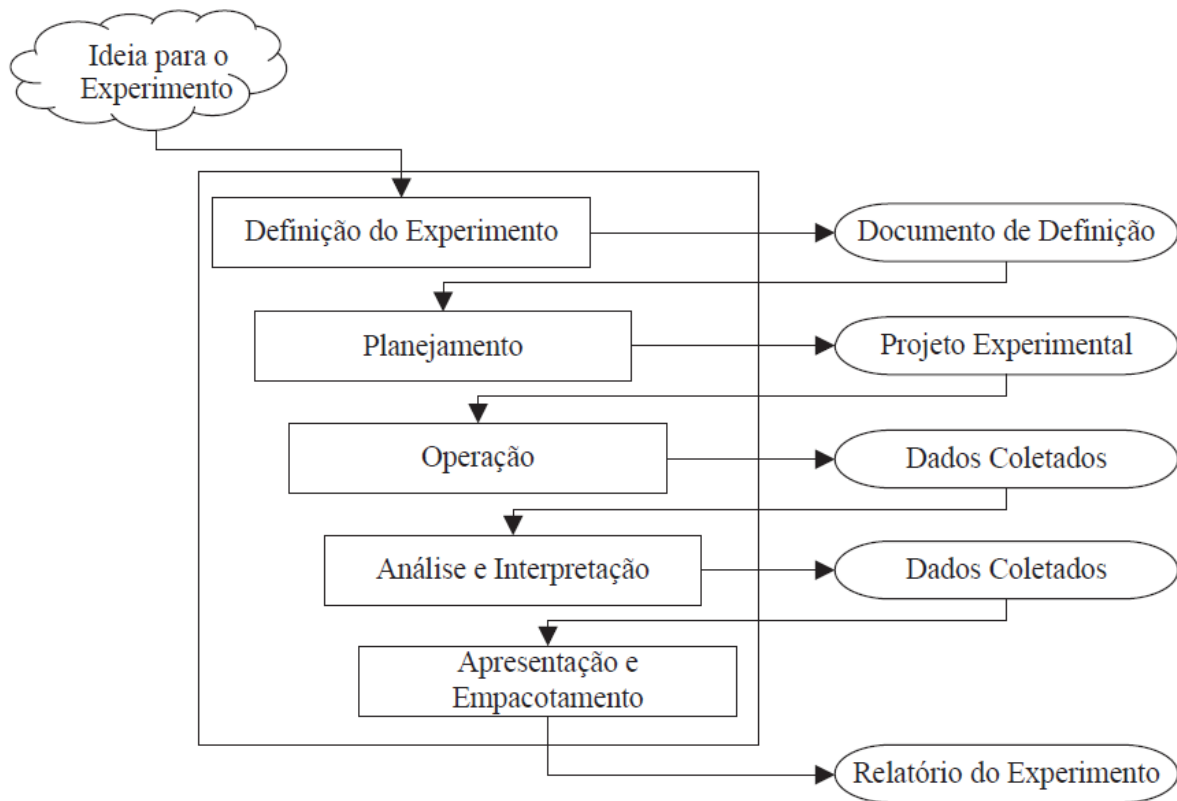 Ideia para o
Experimento
Definição do Experimento
Documento de Definição
Planejamento
Projeto Experimental
Operação
Dados Coletados
Análise e Interpretação
Dados Coletados
Apresentação e
Empacotamento
Relatório do Experimento